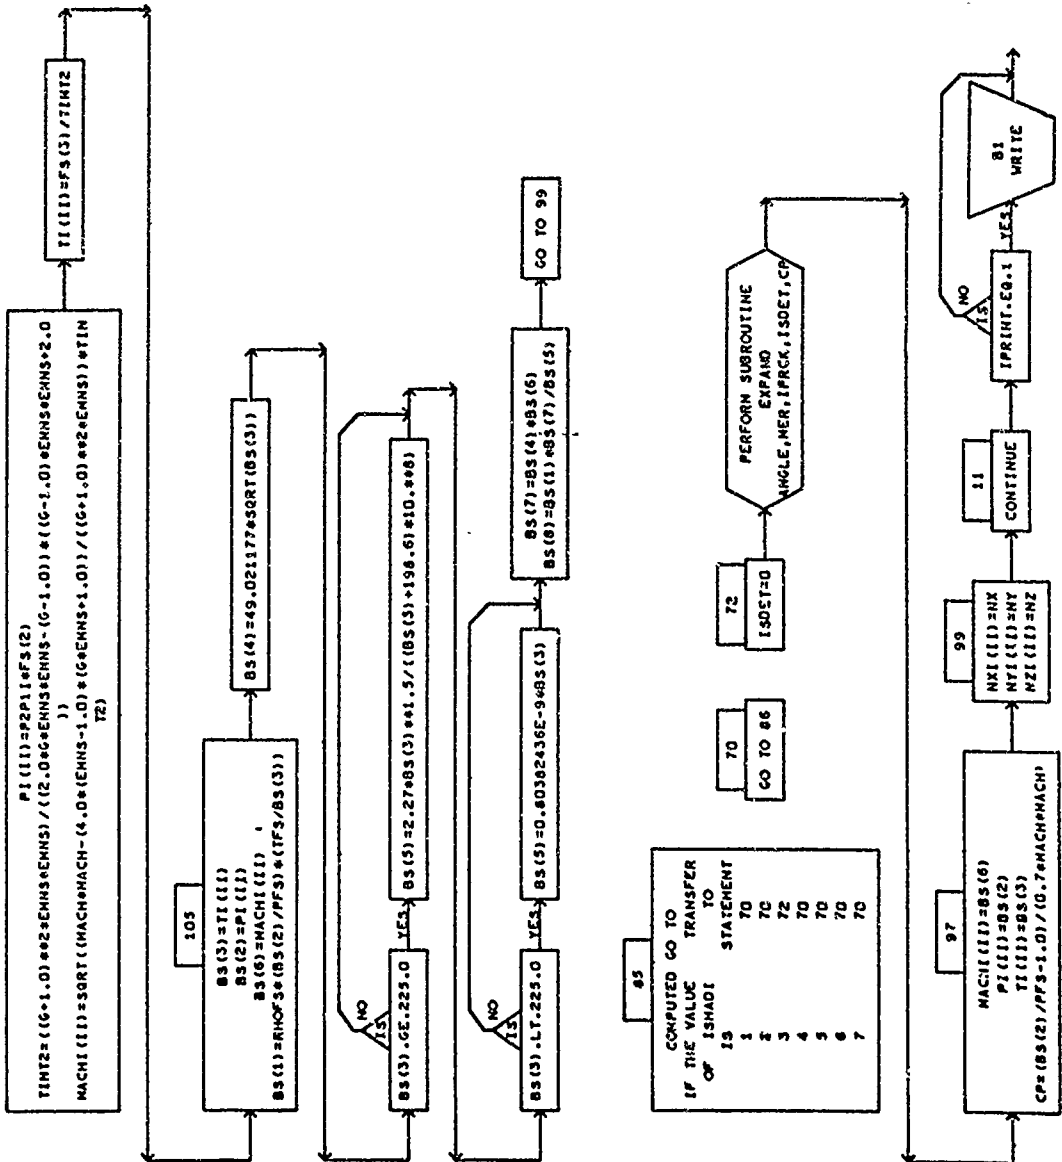 PI(II)=P2P1I*FS(2)
TINT2=((G+1.0)**2*EMNS*EMNS)/((2.0*G*EMNS*EMNS-(G-1.0))*((G-1.0)*EMNS*EMNS+2.0
))
MACHI(II)=SQRT((MACH*MACH-(4.0*(EMNS-1.0)*(G*EMNS+1.0))/((G+1.0)**2*EMNS))*TIN
T2)
TI(II)=FS(3)/TINT2
105
BS(3)=TI(II)
BS(2)=PI(II)
BS(6)=MACHI(II)
BS(1)=RHOFS*(BS(2)/PFS)*(TFS/BS(3))
BS(4)=49.021177*SQRT(BS(3))
NO
IS
BS(3).GE.225.0
YES
BS(5)=2.27*BS(3)**1.5/((BS(3)+198.6)*10.**8)
NO
IS
BS(3).LT.225.0
YES
BS(5)=0.80382436E-9*BS(3)
BS(7)=BS(4)*BS(6)
BS(8)=BS(1)*BS(7)/BS(5)
GO TO 99
85
COMPUTED GO TO
IF THE VALUE TRANSFER
OF ISHADI TO
IS STATEMENT
1 70
2 70
3 72
4 70
5 70
6 70
7 70
70
GO TO 86
72
ISDET=0
PERFORM SUBROUTINE
EXPAND
ANGLE,NER,IPRCK,ISDET,CP
97
MACHI(II)=BS(6)
PI(II)=BS(2)
TI(II)=BS(3)
CP=(BS(2)/PFS-1.0)/(0.7*MACH*MACH)
99
NXI(II)=NX
NYI(II)=NY
NZI(II)=NZ
11
CONTINUE
NO
IS
IPRINT.EQ.1
YES
81
WRITE